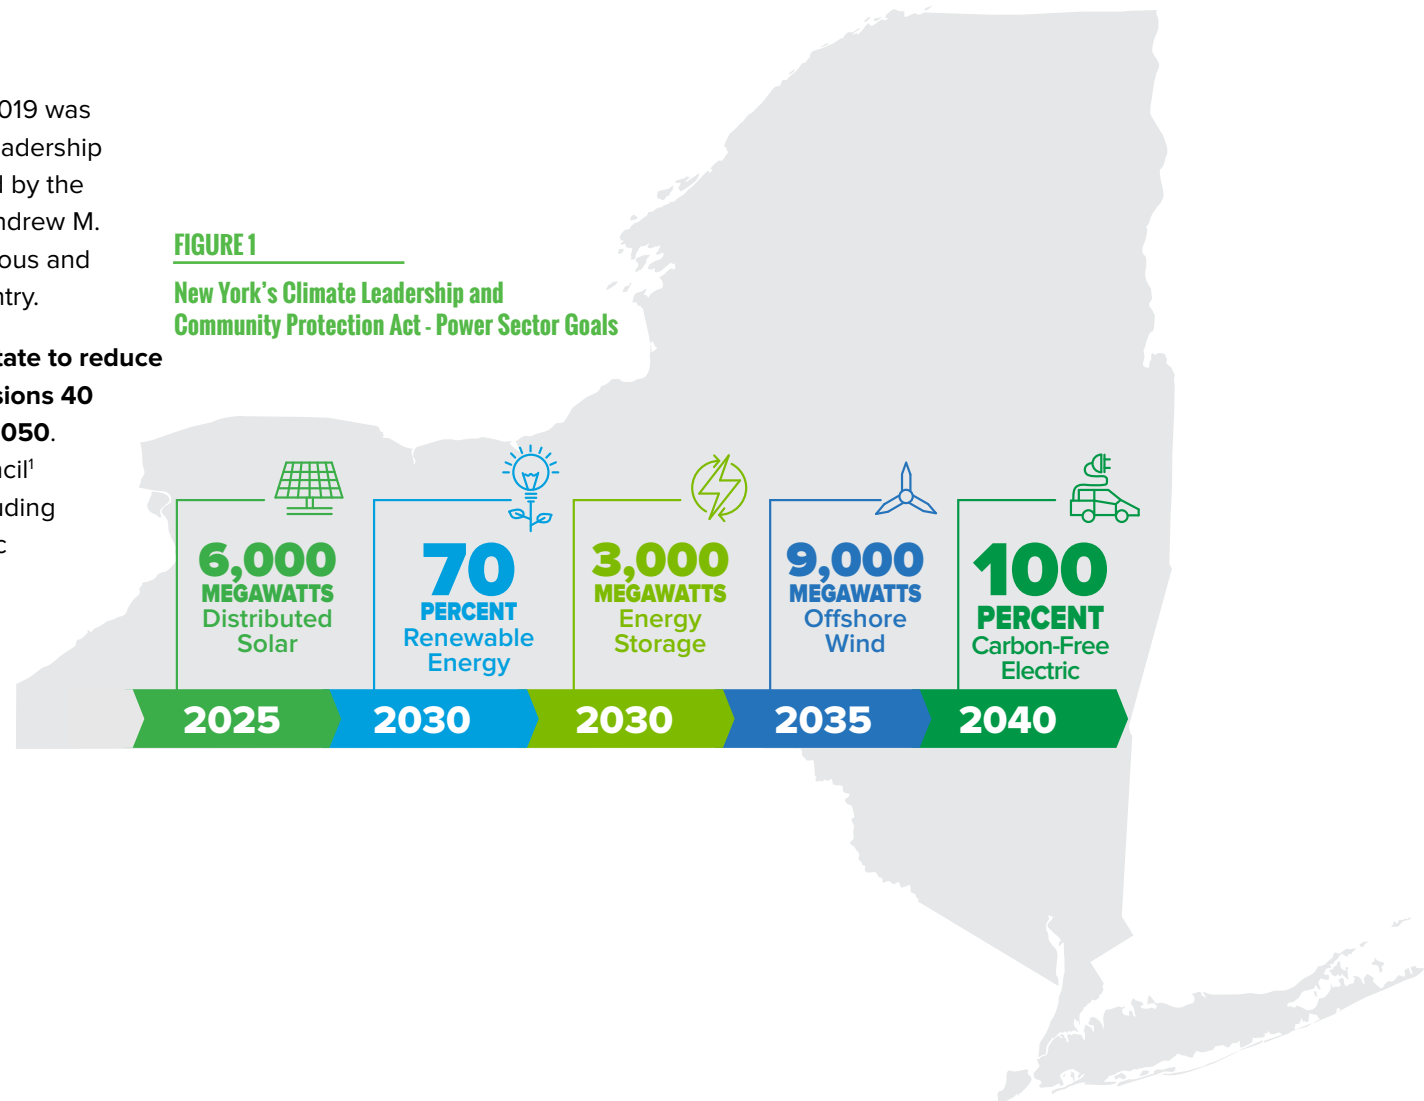 019 was
adership
by the
ndrew M.
ous and
ntry.
tate to reduce
sions 40
050.
cil¹
uding
c
FIGURE 1
New York's Climate Leadership and
Community Protection Act - Power Sector Goals
6,000
MEGAWATTS
Distributed
Solar
2025
70
PERCENT
Renewable
Energy
2030
3,000
MEGAWATTS
Energy
Storage
2030
9,000
MEGAWATTS
Offshore
Wind
2035
100
PERCENT
Carbon-Free
Electric
2040